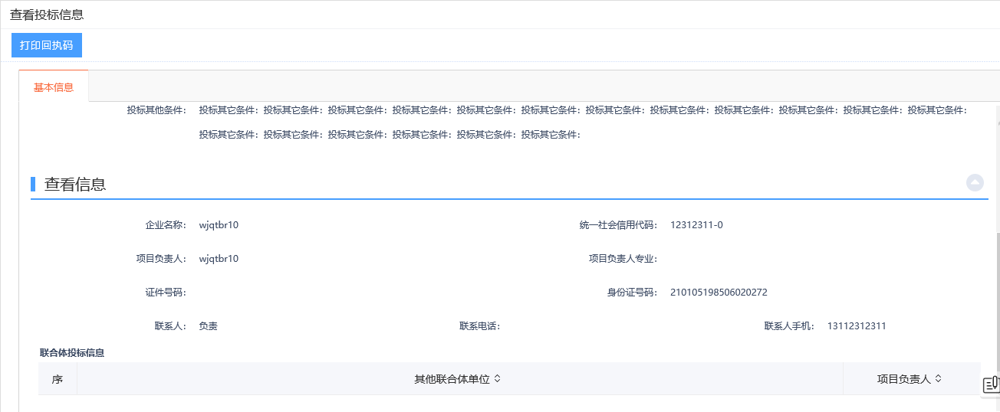 查看投标信息
打印回执码
基本信息
投标其他条件： 投标其它条件：投标其它条件：投标其它条件：投标其它条件：投标其它条件：投标其它条件：投标其它条件：投标其它条件：投标其它条件：投标其它条件：投标其它条件：投标其它条件：
投标其它条件：投标其它条件：投标其它条件：投标其它条件：投标其它条件：投标其它条件：
查看信息
企业名称： wjqtbr10 统一社会信用代码： 12312311-0
项目负责人： wjqtbr10 项目负责人专业：
证件号码： 身份证号码： 210105198506020272
联系人： 负责 联系电话： 联系人手机： 13112312311
联合体投标信息
序 其他联合体单位 项目负责人